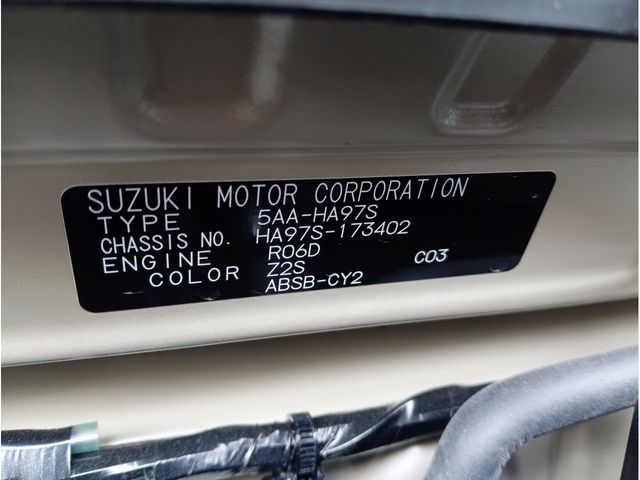 SUZUKI MOTOR CORPORATION
TYPE 5AA-HA97S
CHASSIS NO. HA97S-173402
ENGINE R06D
COLOR Z2S C03
ABSB-CY2